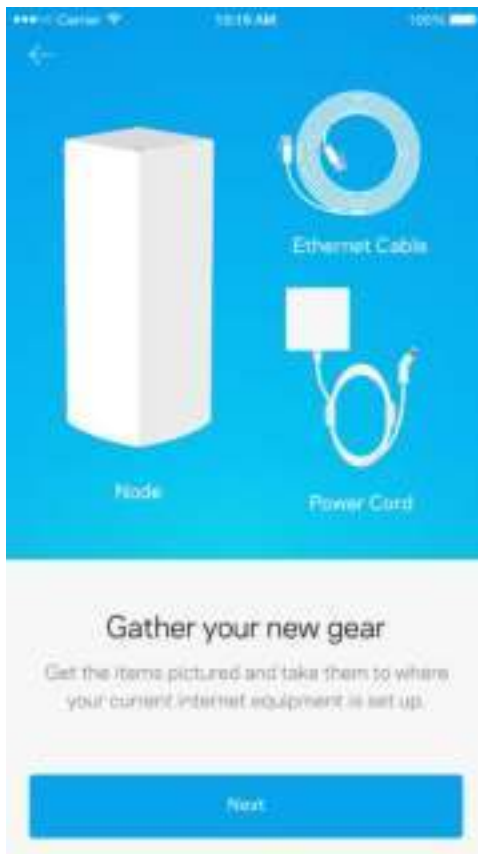 Carrier 10:16 AM 100%
Ethernet Cable
Node
Power Cord
Gather your new gear
Get the items pictured and take them to where
your current internet equipment is set up.
Next